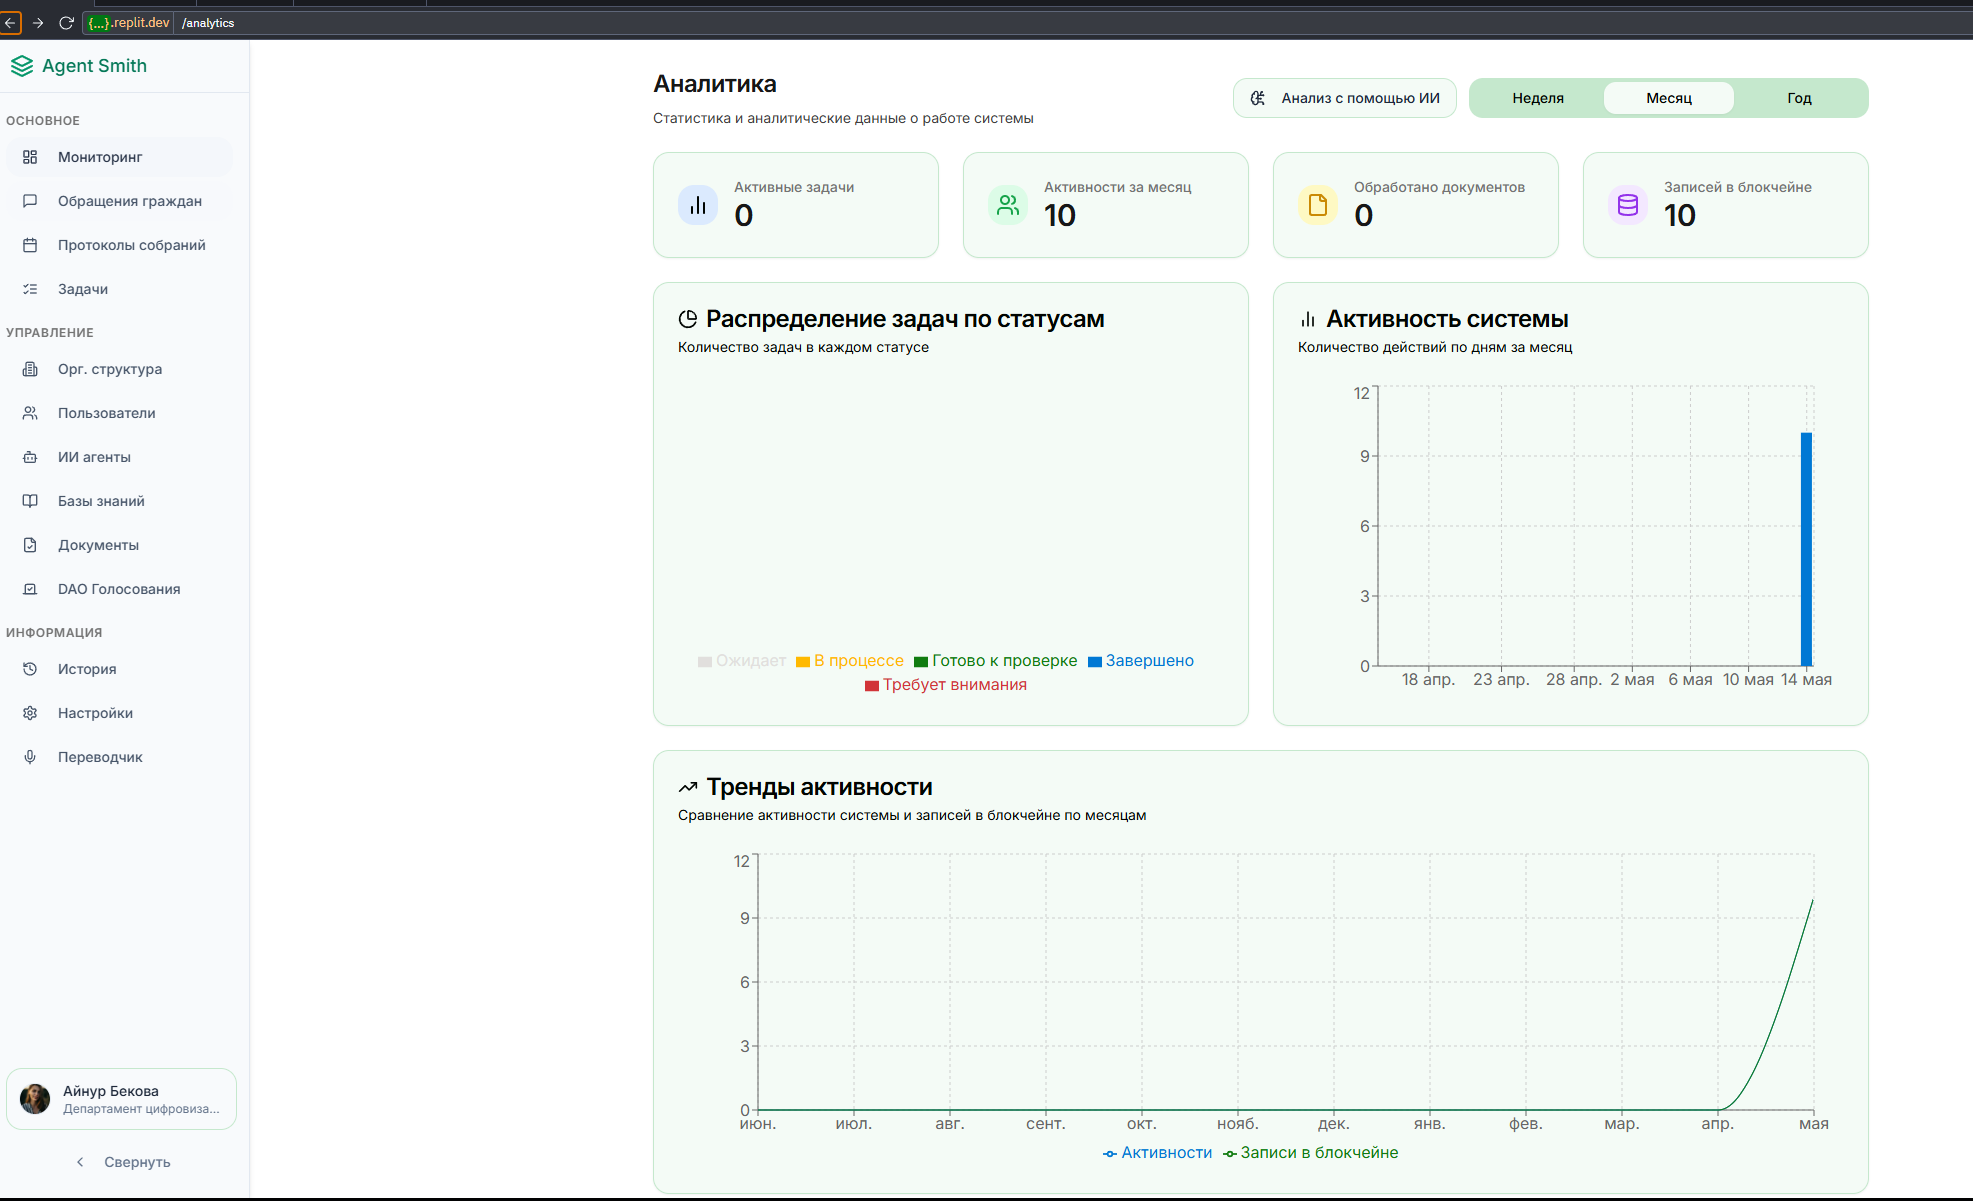 {...}.replit.dev /analytics
Agent Smith
ОСНОВНОЕ
Мониторинг
Обращения граждан
Протоколы собраний
Задачи
УПРАВЛЕНИЕ
Орг. структура
Пользователи
ИИ агенты
Базы знаний
Документы
DAO Голосования
ИНФОРМАЦИЯ
История
Настройки
Переводчик
Айнур Бекова
Департамент цифровиза...
Свернуть
Аналитика
Статистика и аналитические данные о работе системы
Анализ с помощью ИИ
Неделя Месяц Год
Активные задачи
0
Активности за месяц
10
Обработано документов
0
Записей в блокчейне
10
Распределение задач по статусам
Количество задач в каждом статусе
Ожидает В процессе Готово к проверке Завершено
Требует внимания
Активность системы
Количество действий по дням за месяц
12
9
6
3
0
18 апр. 23 апр. 28 апр. 2 мая 6 мая 10 мая 14 мая
Тренды активности
Сравнение активности системы и записей в блокчейне по месяцам
12
9
6
3
0
июн. июл. авг. сент. окт. нояб. дек. янв. фев. мар. апр. мая
Активности Записи в блокчейне